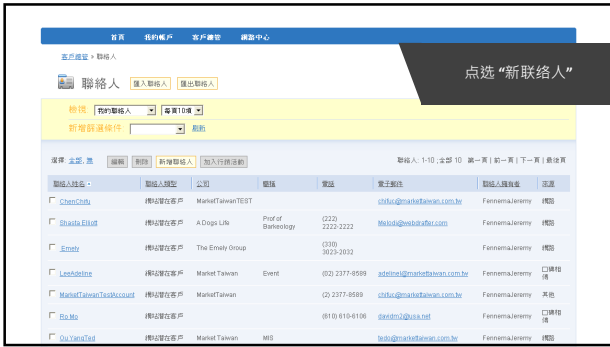 首頁 我的帳戶 客戶總管 網路中心
客戶總管 > 聯絡人
点选 “新联络人”
聯絡人 匯入聯絡人 匯出聯絡人
檢視: 我的聯絡人 每頁10項
新增篩選條件: 刷新
選擇: 全部, 無 編輯 刪除 新增聯絡人 加入行銷活動 聯絡人: 1-10 ;全部 10 第一頁 | 前一頁 | 下一頁 | 最後頁
聯絡人姓名 聯絡人類型 公司 職稱 電話 電子郵件 聯絡人擁有者 來源
ChenChifu 網站潛在客戶 MarketTaiwanTEST chifuc@markettaiwan.com.tw FennemaJeremy 網路
Shasta Elliott 網站潛在客戶 A Dogs Life Prof of Barkeology (222) 2222-2222 Melodi@webdrafter.com FennemaJeremy 網路
Emely 網站潛在客戶 The Emely Group (330) 3023-2032 FennemaJeremy 網路
LeeAdeline 網站潛在客戶 Market Taiwan Event (02) 2377-8589 adelinel@markettaiwan.com.tw FennemaJeremy 口碑相傳
MarketTaiwanTestAccount 網站潛在客戶 MarketTaiwan (2) 2377-8589 chifuc@markettaiwan.com.tw FennemaJeremy 其他
Ro Mo 網站潛在客戶 (610) 610-6106 davidm2@usa.net FennemaJeremy 口碑相傳
Ou YangTed 網站潛在客戶 Market Taiwan MIS tedo@markettaiwan.com.tw FennemaJeremy 網路